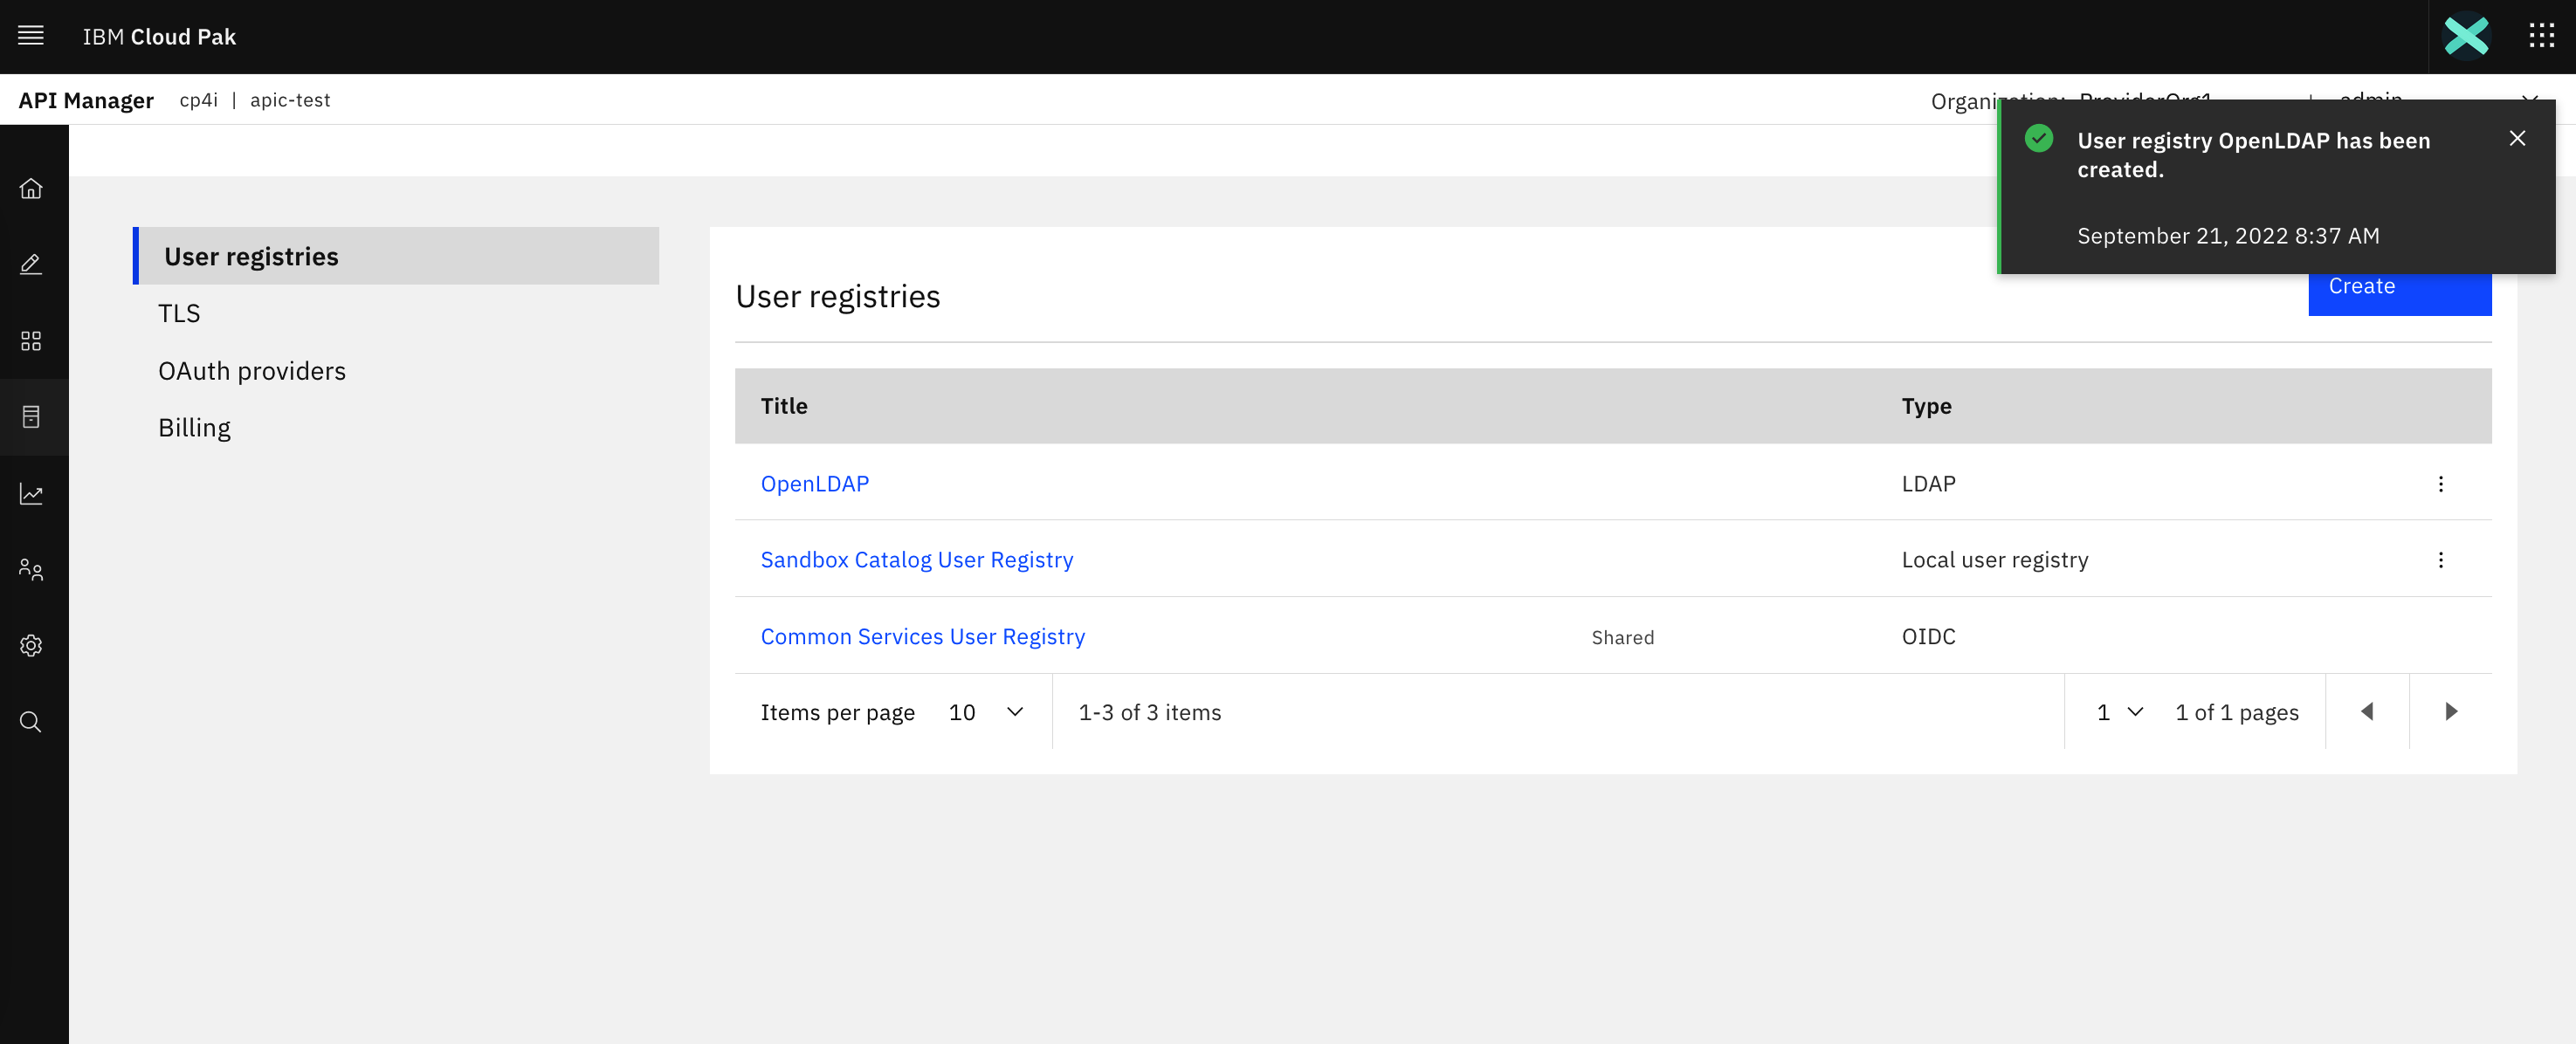 IBM Cloud Pak
API Manager cp4i | apic-test
User registry OpenLDAP has been
created.
September 21, 2022 8:37 AM
User registries
TLS
OAuth providers
Billing
User registries
Create
Title Type
OpenLDAP LDAP
Sandbox Catalog User Registry Local user registry
Common Services User Registry Shared OIDC
Items per page 10 1-3 of 3 items 1 1 of 1 pages